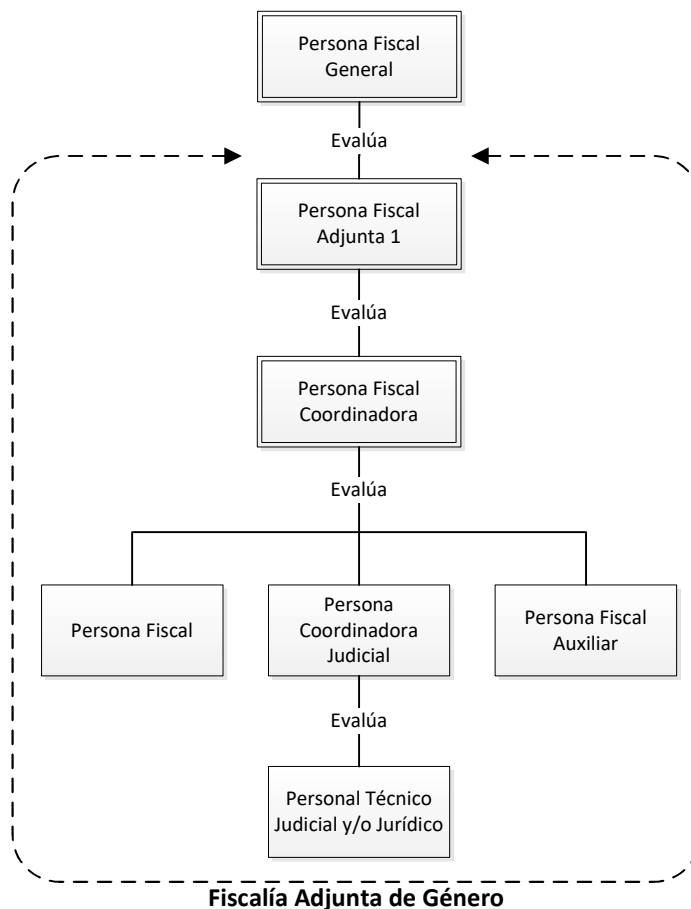 Persona Fiscal
General
Evalúa
Persona Fiscal
Adjunta 1
Evalúa
Persona Fiscal
Coordinadora
Evalúa
Persona Fiscal
Persona
Coordinadora
Judicial
Persona Fiscal
Auxiliar
Evalúa
Personal Técnico
Judicial y/o Jurídico
Fiscalía Adjunta de Género